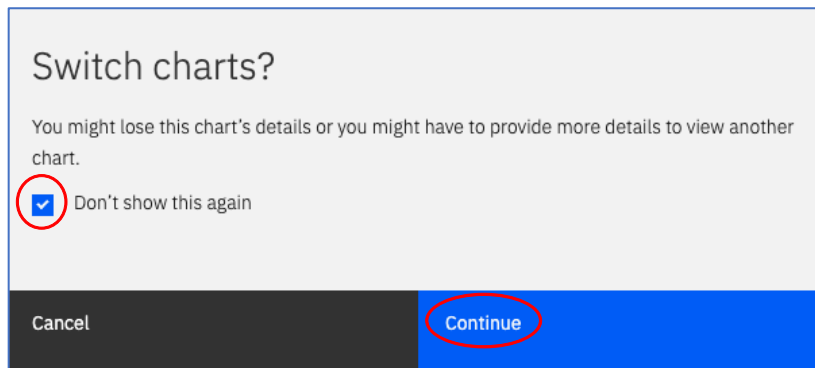 Switch charts?
You might lose this chart's details or you might have to provide more details to view another
chart.
Don't show this again
Cancel
Continue